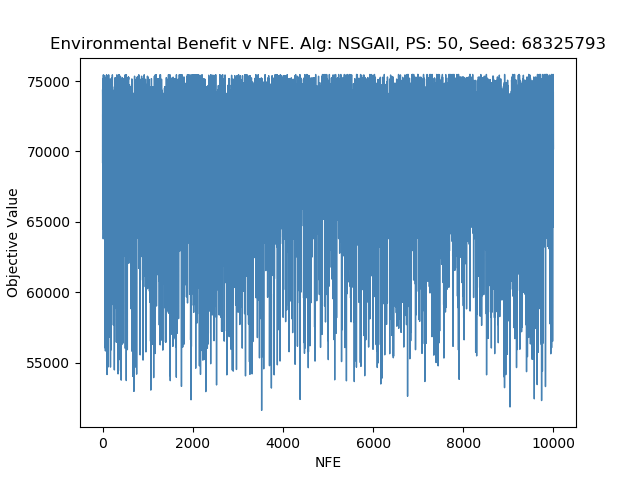 Environmental Benefit v NFE. Alg: NSGAII, PS: 50, Seed: 68325793
75000
70000
65000
60000
55000
Objective Value
0 2000 4000 6000 8000 10000
NFE